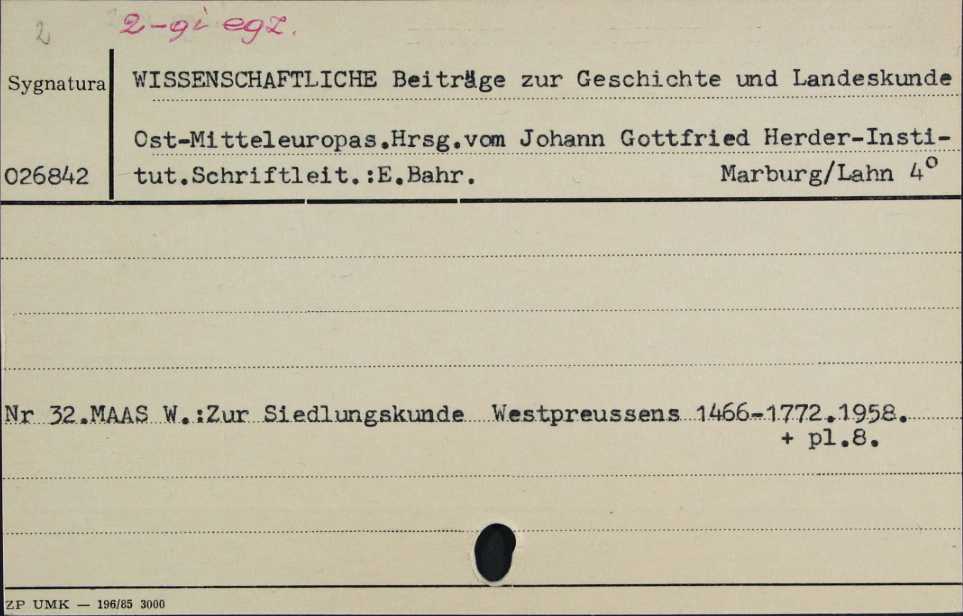 2 2-gi egz.
Sygnatura WISSENSCHAFTLICHE Beiträge zur Geschichte und Landeskunde
Ost-Mitteleuropas.Hrsg.vom Johann Gottfried Herder-Insti-
026842 tut.Schriftleit.:E.Bahr. Marburg/Lahn 4°
Nr 32.MAAS W.:Zur Siedlungskunde Westpreussens 1466-1772.1958.
+ pl.8.
ZP UMK — 196/85 3000